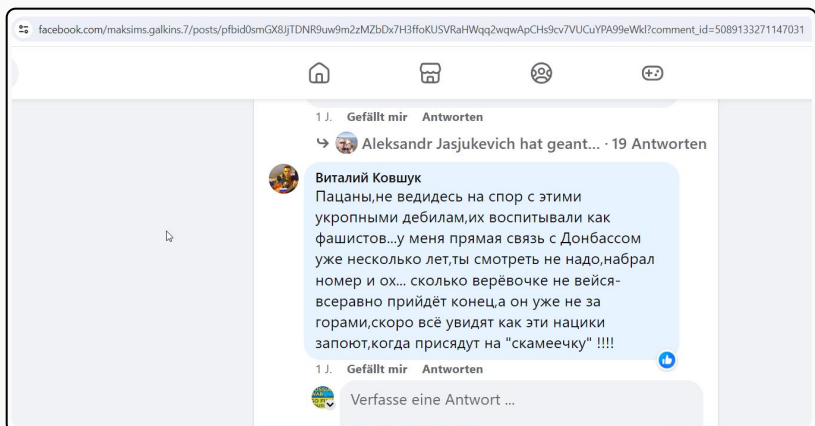 facebook.com/maksims.galkins.7/posts/pfbid0smGX8JjTDNR9uw9m2zMZbDx7H3ffoKUSVRaHWqq2wqwApCHs9cv7VUCuYPA99eWkl?comment_id=5089133271147031
1 J. Gefällt mir Antworten
Aleksandr Jasjukevich hat geant... · 19 Antworten
Виталий Ковшук
Пацаны,не ведидесь на спор с этими
укропными дебилам,их воспитывали как
фашистов...у меня прямая связь с Донбассом
уже несколько лет,ты смотреть не надо,набрал
номер и ох... сколько верёвочке не вейся-
всеравно прийдёт конец,а он уже не за
горами,скоро всё увидят как эти нацики
запоют,когда присядут на "скамеечку" !!!!
1 J. Gefällt mir Antworten
Verfasse eine Antwort ...